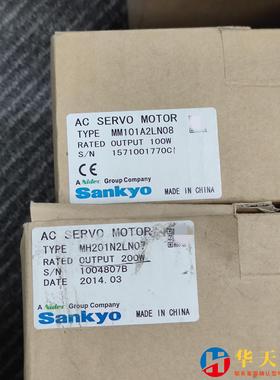 AC SERVO MOTOR
TYPE MM101A2LN08
RATED OUTPUT 100W
S/N 1571001770C
CE
A Nidec Group Company
Sankyo
MADE IN CHINA
AC SERVO MOTOR
TYPE MH201N2LN07
RATED OUTPUT 200W
S/N 1004807B
DATE 2014.03
A Nidec Group Company
Sankyo
MADE IN CHINA
华天